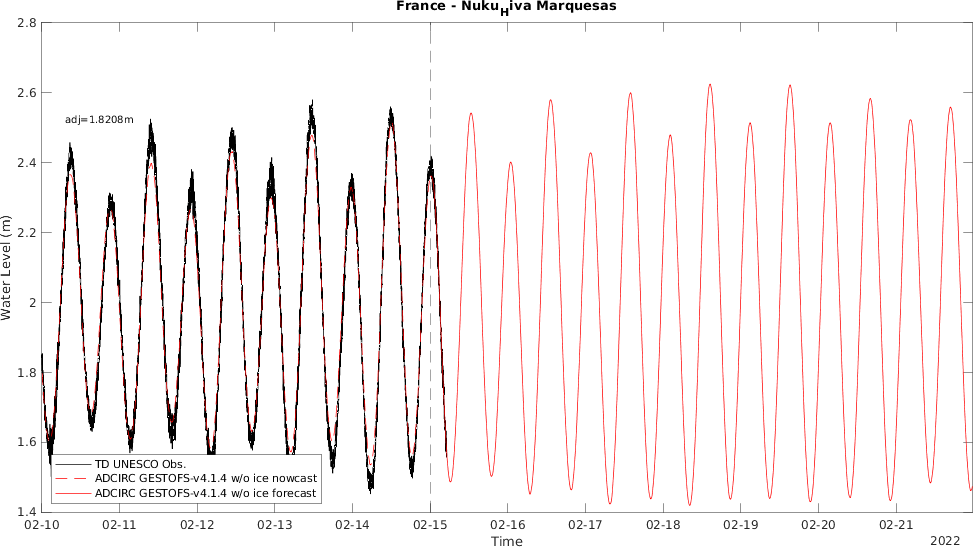 France - Nuku_Hiva Marquesas
2.8
2.6
adj=1.8208m
2.4
2.2
Water Level (m)
2
1.8
1.6
TD UNESCO Obs.
ADCIRC GESTOFS-v4.1.4 w/o ice nowcast
ADCIRC GESTOFS-v4.1.4 w/o ice forecast
1.4
02-10 02-11 02-12 02-13 02-14 02-15 02-16 02-17 02-18 02-19 02-20 02-21
Time
2022